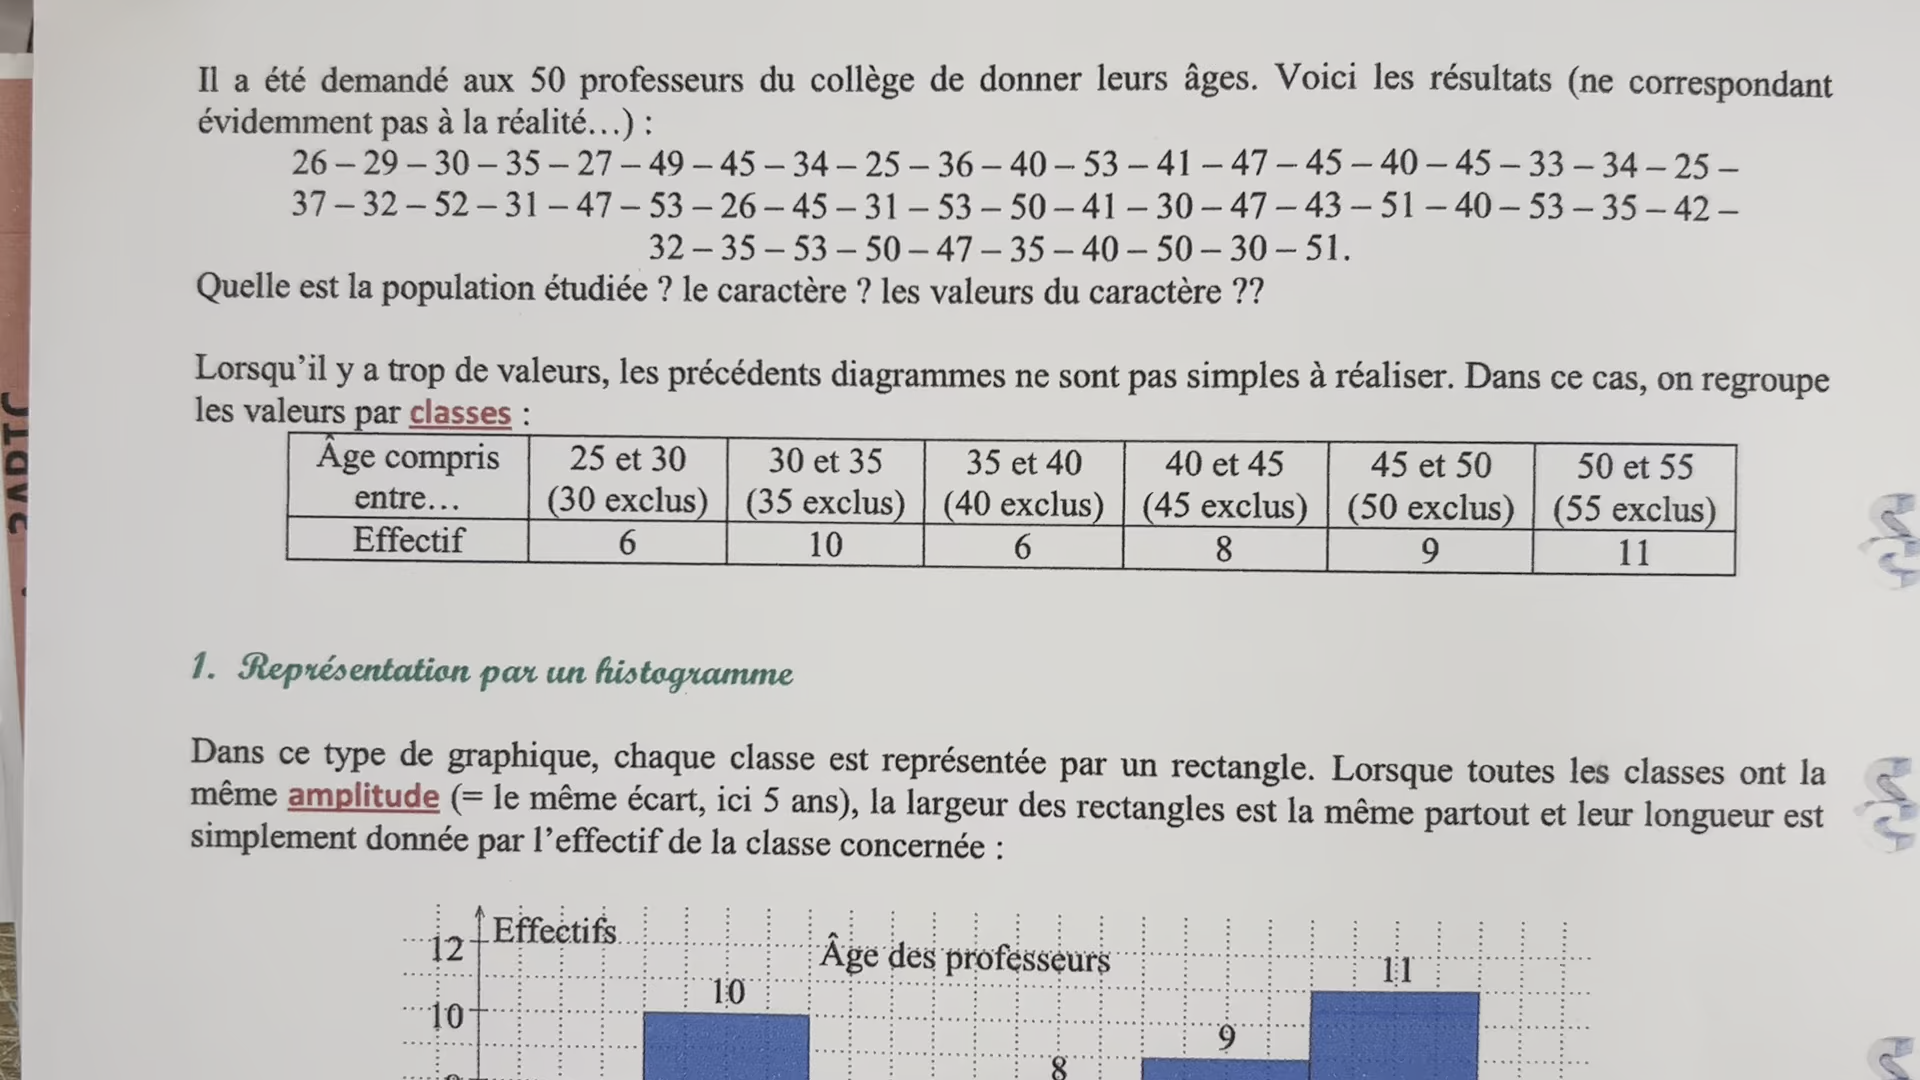 Il a été demandé aux 50 professeurs du collège de donner leurs âges. Voici les résultats (ne correspondant
évidemment pas à la réalité…) :
26 – 29 – 30 – 35 – 27 – 49 – 45 – 34 – 25 – 36 – 40 – 53 – 41 – 47 – 45 – 40 – 45 – 33 – 34 – 25 –
37 – 32 – 52 – 31 – 47 – 53 – 26 – 45 – 31 – 53 – 50 – 41 – 30 – 47 – 43 – 51 – 40 – 53 – 35 – 42 –
32 – 35 – 53 – 50 – 47 – 35 – 40 – 50 – 30 – 51.
Quelle est la population étudiée ? le caractère ? les valeurs du caractère ??
Lorsqu'il y a trop de valeurs, les précédents diagrammes ne sont pas simples à réaliser. Dans ce cas, on regroupe
les valeurs par classes :
Âge compris 25 et 30 30 et 35 35 et 40 40 et 45 45 et 50 50 et 55
entre… (30 exclus) (35 exclus) (40 exclus) (45 exclus) (50 exclus) (55 exclus)
Effectif 6 10 6 8 9 11
1. Représentation par un histogramme
Dans ce type de graphique, chaque classe est représentée par un rectangle. Lorsque toutes les classes ont la
même amplitude (= le même écart, ici 5 ans), la largeur des rectangles est la même partout et leur longueur est
simplement donnée par l'effectif de la classe concernée :
12 Effectifs
Âge des professeurs
11
10
10
9
8